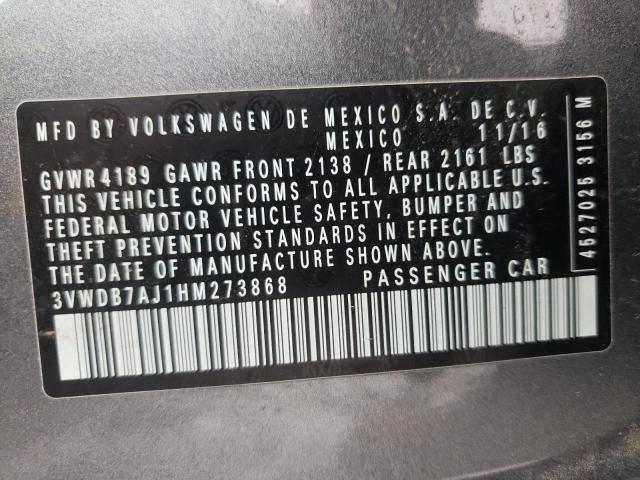 MFD BY VOLKSWAGEN DE MEXICO S.A. DE C.V.
MEXICO 11/16
GVWR 4189 GAWR FRONT 2138 / REAR 2161 LBS
THIS VEHICLE CONFORMS TO ALL APPLICABLE U.S.
FEDERAL MOTOR VEHICLE SAFETY, BUMPER AND
THEFT PREVENTION STANDARDS IN EFFECT ON
THE DATE OF MANUFACTURE SHOWN ABOVE.
3VWDB7AJ1HM273868 PASSENGER CAR
4527025 3156 M